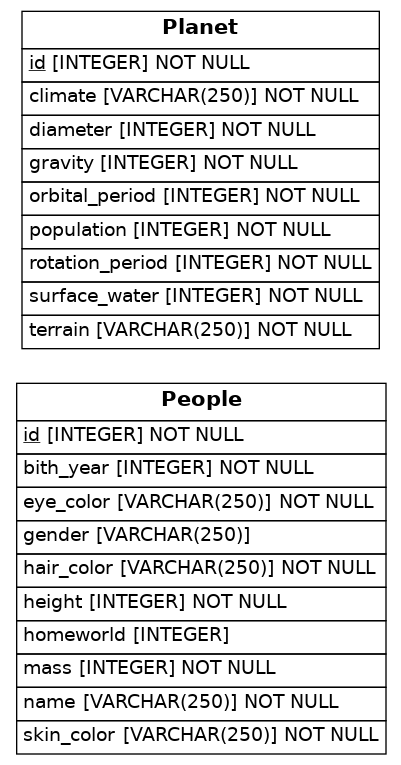 Planet
id [INTEGER] NOT NULL
climate [VARCHAR(250)] NOT NULL
diameter [INTEGER] NOT NULL
gravity [INTEGER] NOT NULL
orbital_period [INTEGER] NOT NULL
population [INTEGER] NOT NULL
rotation_period [INTEGER] NOT NULL
surface_water [INTEGER] NOT NULL
terrain [VARCHAR(250)] NOT NULL
People
id [INTEGER] NOT NULL
bith_year [INTEGER] NOT NULL
eye_color [VARCHAR(250)] NOT NULL
gender [VARCHAR(250)]
hair_color [VARCHAR(250)] NOT NULL
height [INTEGER] NOT NULL
homeworld [INTEGER]
mass [INTEGER] NOT NULL
name [VARCHAR(250)] NOT NULL
skin_color [VARCHAR(250)] NOT NULL